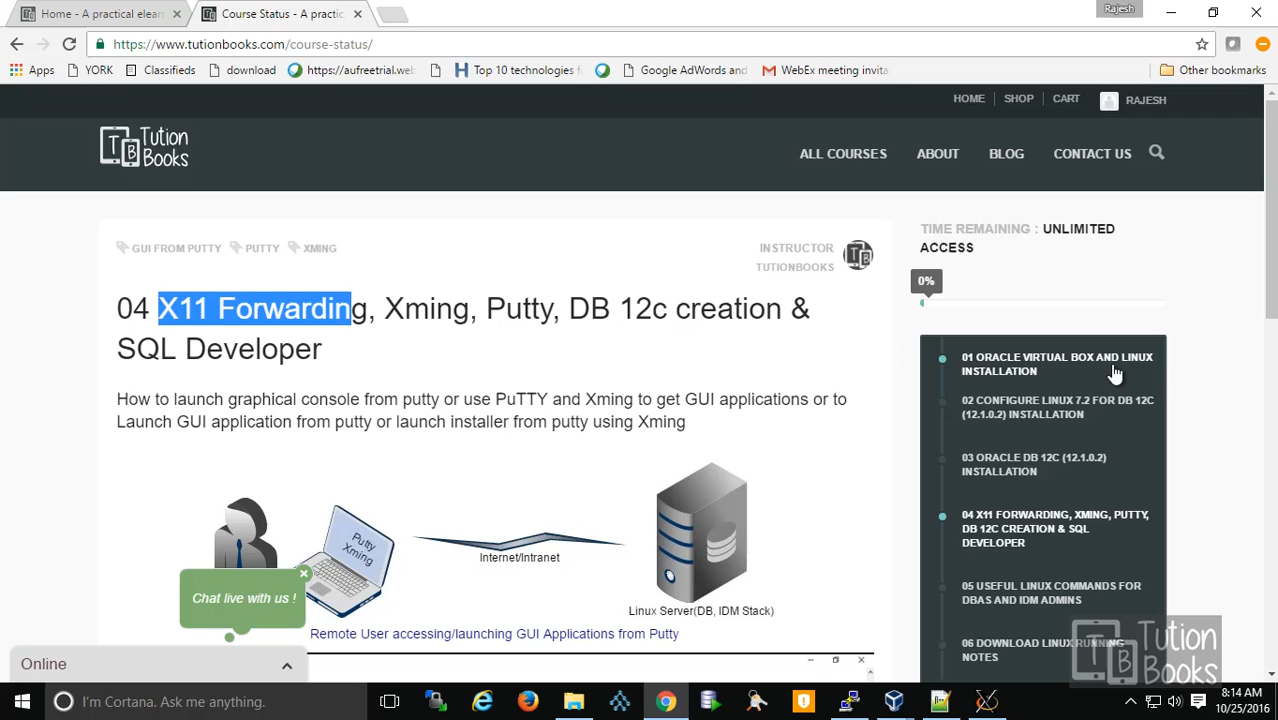 Home - A practical elear
Course Status - A practic
Rajesh
https://www.tutionbooks.com/course-status/
Apps
YORK
Classifieds
download
https://aufreetrial.web
Top 10 technologies f
Google AdWords and
WebEx meeting invita
Other bookmarks
HOME
SHOP
CART
RAJESH
TB
Tution
Books
ALL COURSES
ABOUT
BLOG
CONTACT US
GUI FROM PUTTY
PUTTY
XMING
INSTRUCTOR
TUTIONBOOKS
TB
04 X11 Forwarding, Xming, Putty, DB 12c creation &
SQL Developer
How to launch graphical console from putty or use PuTTY and Xming to get GUI applications or to
Launch GUI application from putty or launch installer from putty using Xming
Putty
Xming
Internet/Intranet
Linux Server(DB, IDM Stack)
Remote User accessing/launching GUI Applications from Putty
Chat live with us !
Online
TIME REMAINING : UNLIMITED
ACCESS
0%
01 ORACLE VIRTUAL BOX AND LINUX
INSTALLATION
02 CONFIGURE LINUX 7.2 FOR DB 12C
(12.1.0.2) INSTALLATION
03 ORACLE DB 12C (12.1.0.2)
INSTALLATION
04 X11 FORWARDING, XMING, PUTTY,
DB 12C CREATION & SQL
DEVELOPER
05 USEFUL LINUX COMMANDS FOR
DBAS AND IDM ADMINS
06 DOWNLOAD LINUX RUNNING
NOTES
TB
Tution
Books
I'm Cortana. Ask me anything.
8:14 AM
10/25/2016